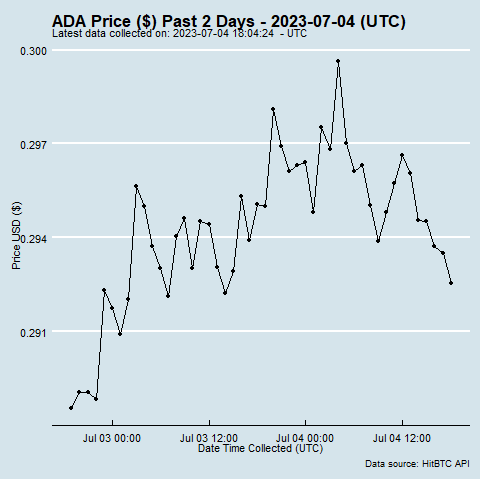 ADA Price ($) Past 2 Days - 2023-07-04 (UTC)
Latest data collected on: 2023-07-04 18:04:24  - UTC
0.300
0.297
0.294
0.291
Price USD ($)
Jul 03 00:00 Jul 03 12:00 Jul 04 00:00 Jul 04 12:00
Date Time Collected (UTC)
Data source: HitBTC API